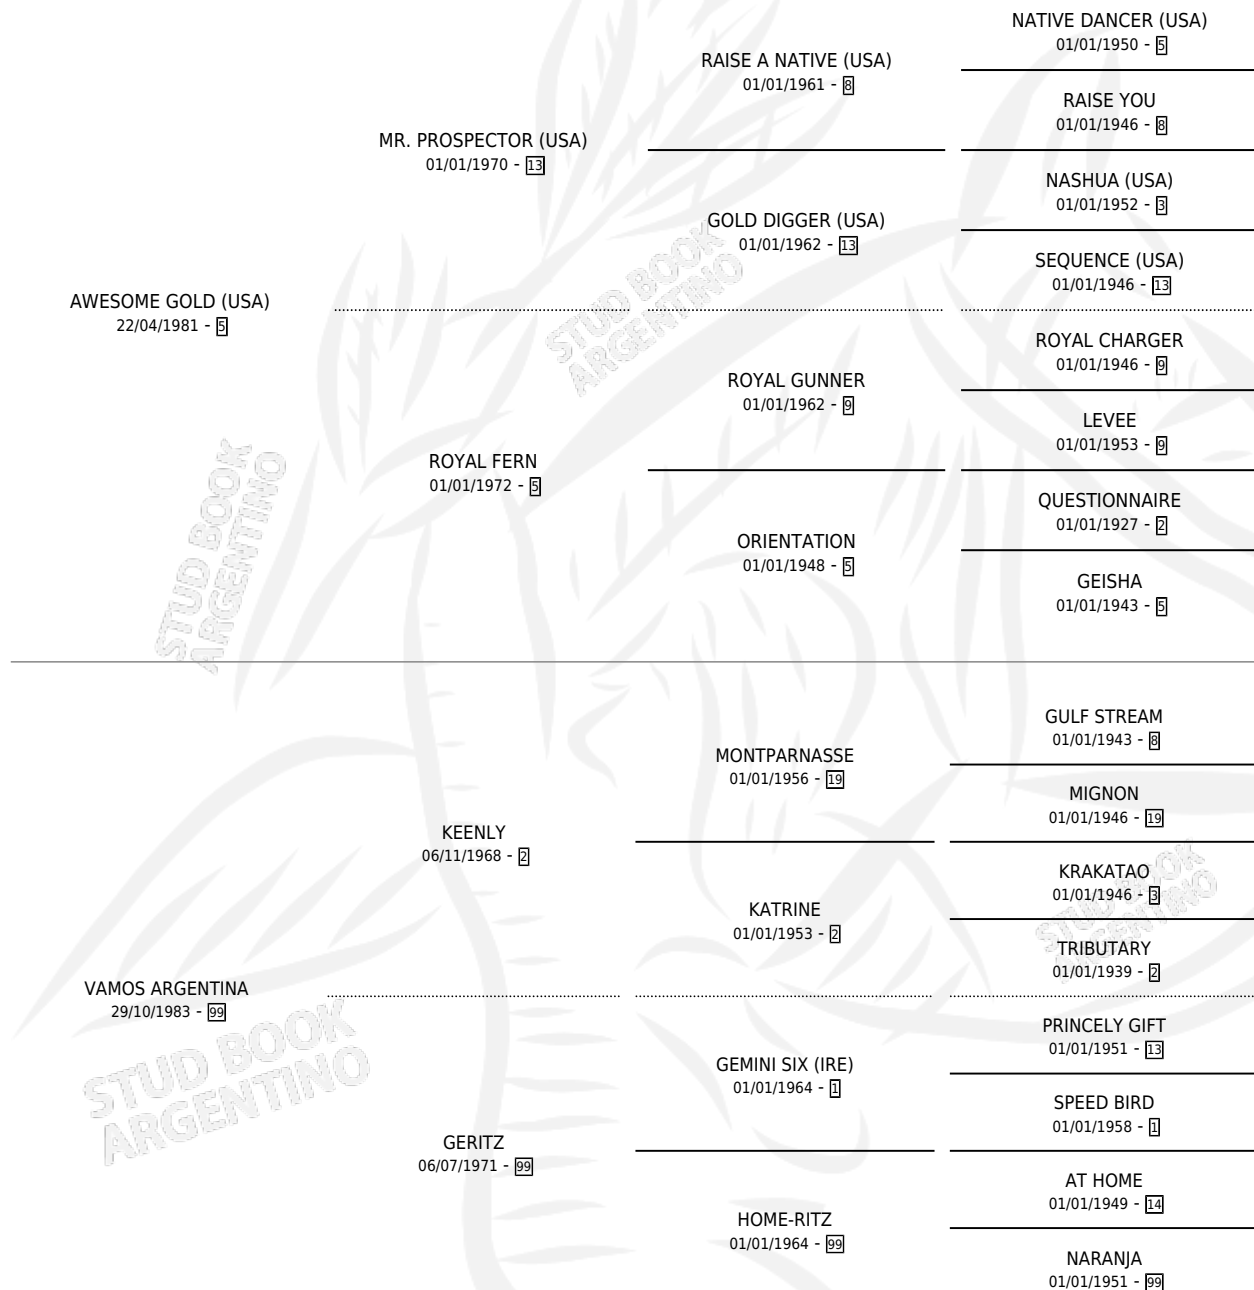 NATIVE DANCER (USA)
01/01/1950 - 5
RAISE A NATIVE (USA)
01/01/1961 - 8
RAISE YOU
01/01/1946 - 8
MR. PROSPECTOR (USA)
01/01/1970 - 13
NASHUA (USA)
01/01/1952 - 3
GOLD DIGGER (USA)
01/01/1962 - 13
SEQUENCE (USA)
01/01/1946 - 13
AWESOME GOLD (USA)
22/04/1981 - 5
ROYAL CHARGER
01/01/1946 - 9
ROYAL GUNNER
01/01/1962 - 9
LEVEE
01/01/1953 - 9
ROYAL FERN
01/01/1972 - 5
QUESTIONNAIRE
01/01/1927 - 2
ORIENTATION
01/01/1948 - 5
GEISHA
01/01/1943 - 5
GULF STREAM
01/01/1943 - 8
MONTPARNASSE
01/01/1956 - 19
MIGNON
01/01/1946 - 19
KEENLY
06/11/1968 - 2
KRAKATAO
01/01/1946 - 3
KATRINE
01/01/1953 - 2
TRIBUTARY
01/01/1939 - 2
VAMOS ARGENTINA
29/10/1983 - 99
PRINCELY GIFT
01/01/1951 - 13
GEMINI SIX (IRE)
01/01/1964 - 1
SPEED BIRD
01/01/1958 - 1
GERITZ
06/07/1971 - 99
AT HOME
01/01/1949 - 14
HOME-RITZ
01/01/1964 - 99
NARANJA
01/01/1951 - 99
STUD BOOK
ARGENTINO
STUD BOOK
ARGENTINO
STUD BOOK
ARGENTINO
STUD BOOK
ARGENTINO